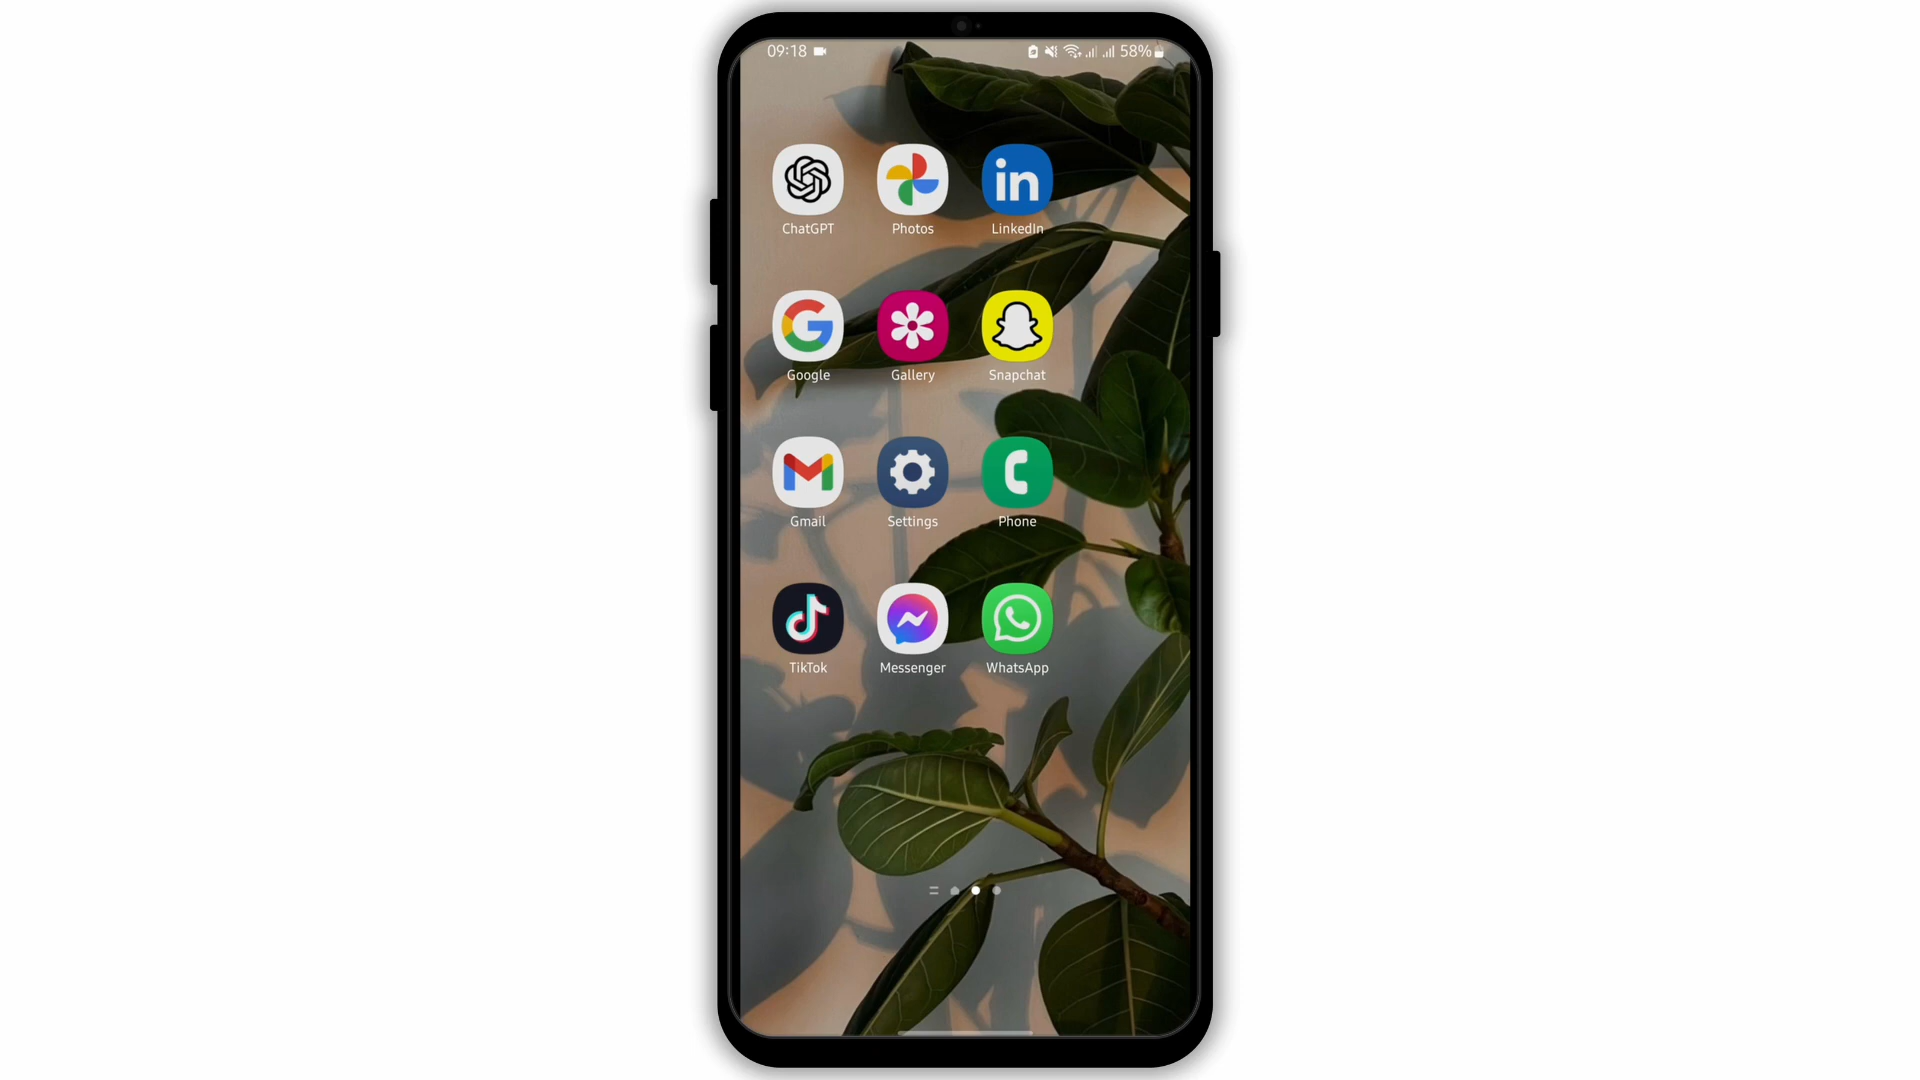 09:18 58%
ChatGPT Photos LinkedIn
Google Gallery Snapchat
Gmail Settings Phone
TikTok Messenger WhatsApp